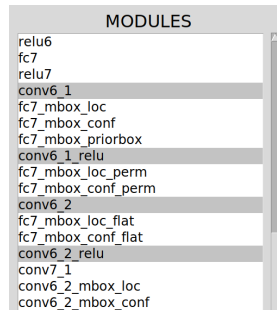 MODULES
relu6
fc7
relu7
conv6_1
fc7_mbox_loc
fc7_mbox_conf
fc7_mbox_priorbox
conv6_1_relu
fc7_mbox_loc_perm
fc7_mbox_conf_perm
conv6_2
fc7_mbox_loc_flat
fc7_mbox_conf_flat
conv6_2_relu
conv7_1
conv6_2_mbox_loc
conv6_2_mbox_conf